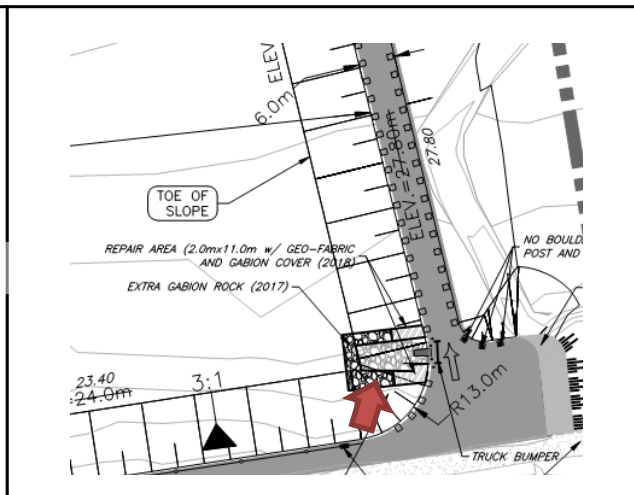 ELEV
6.0m
ELEV.=27.80m
27.80
TOE OF
SLOPE
REPAIR AREA (2.0mx11.0m w/ GEO-FABRIC
AND GABION COVER (2018)
NO BOULD
POST AND
EXTRA GABION ROCK (2017)
23.40
=24.0m
3:1
R13.0m
TRUCK BUMPER